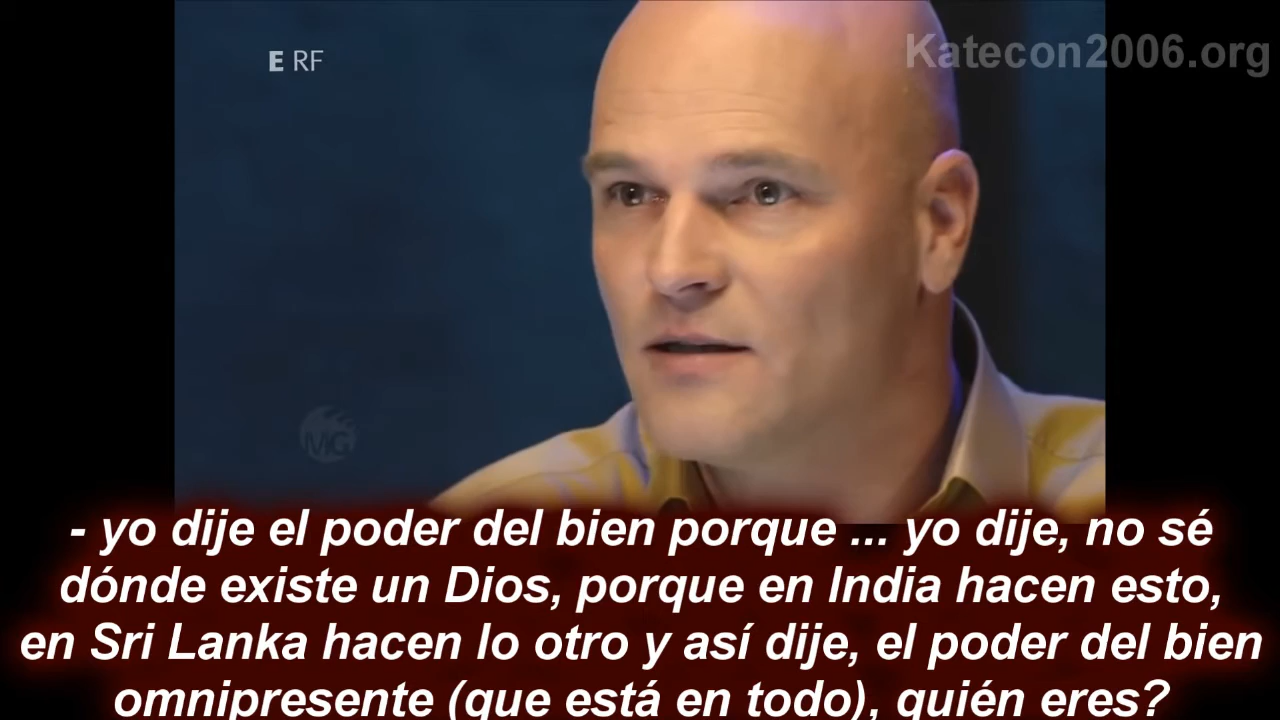 Katecon2006.org
E RF
MG
- yo dije el poder del bien porque ... yo dije, no sé
dónde existe un Dios, porque en India hacen esto,
en Sri Lanka hacen lo otro y así dije, el poder del bien
omnipresente (que está en todo), quién eres?